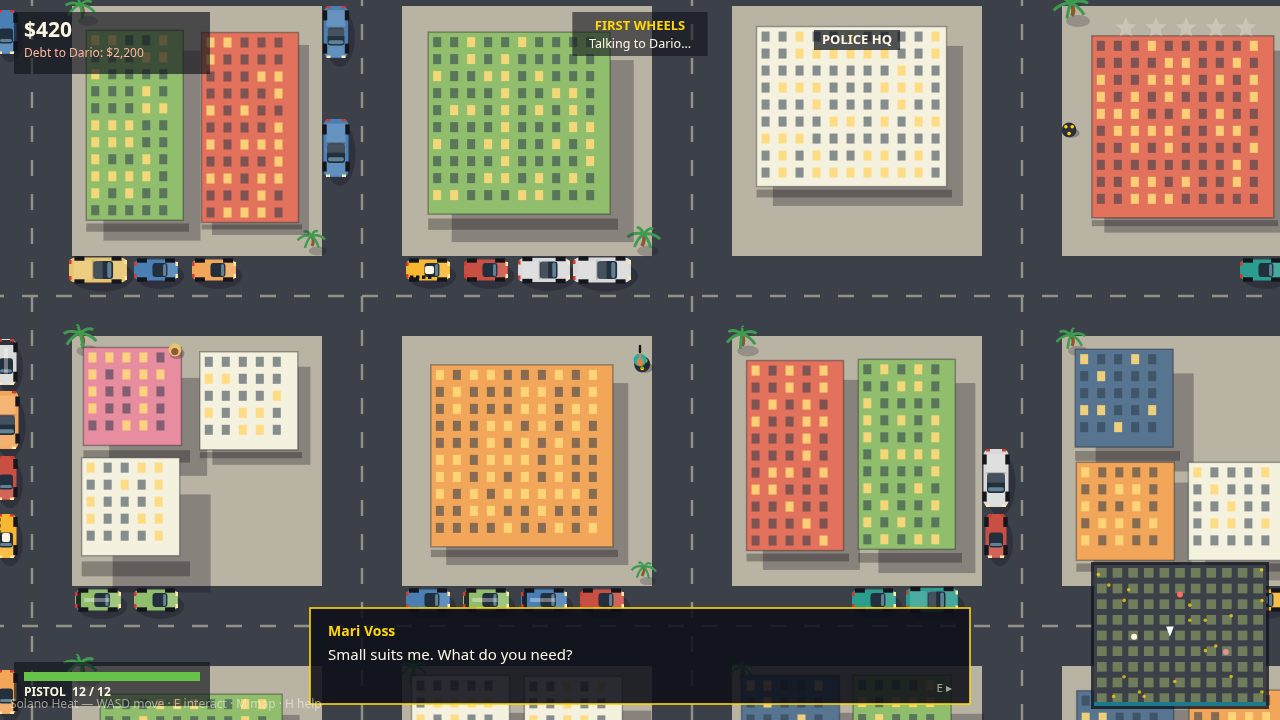 $420
Debt to Dario: $2,200
FIRST WHEELS
Talking to Dario...
POLICE HQ
Mari Voss
Small suits me. What do you need?
E ▸
PISTOL 12 / 12
Solano Heat — WASD move · E interact · M map · H help